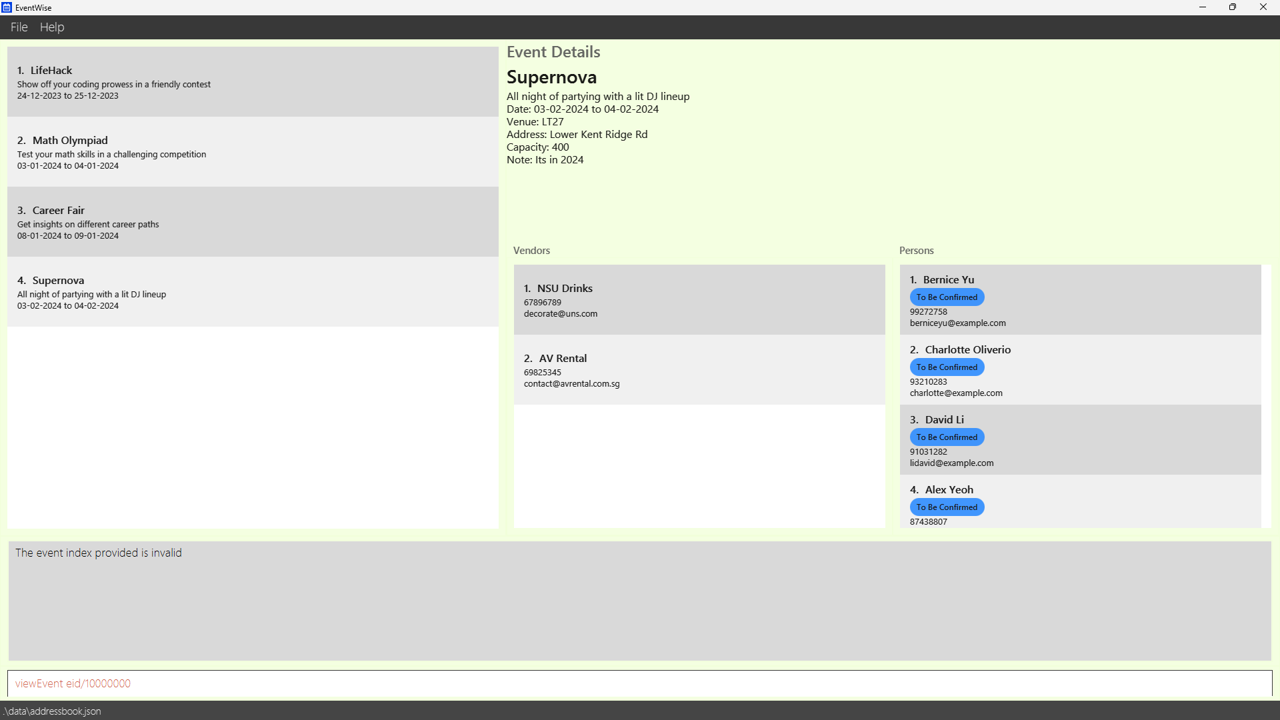 EventWise
File Help
1. LifeHack
Show off your coding prowess in a friendly contest
24-12-2023 to 25-12-2023
2. Math Olympiad
Test your math skills in a challenging competition
03-01-2024 to 04-01-2024
3. Career Fair
Get insights on different career paths
08-01-2024 to 09-01-2024
4. Supernova
All night of partying with a lit DJ lineup
03-02-2024 to 04-02-2024
Event Details
Supernova
All night of partying with a lit DJ lineup
Date: 03-02-2024 to 04-02-2024
Venue: LT27
Address: Lower Kent Ridge Rd
Capacity: 400
Note: Its in 2024
Vendors
1. NSU Drinks
67896789
decorate@uns.com
2. AV Rental
69825345
contact@avrental.com.sg
Persons
1. Bernice Yu
To Be Confirmed
99272758
berniceyu@example.com
2. Charlotte Oliverio
To Be Confirmed
93210283
charlotte@example.com
3. David Li
To Be Confirmed
91031282
lidavid@example.com
4. Alex Yeoh
To Be Confirmed
87438807
The event index provided is invalid
viewEvent eid/10000000
.\data\addressbook.json